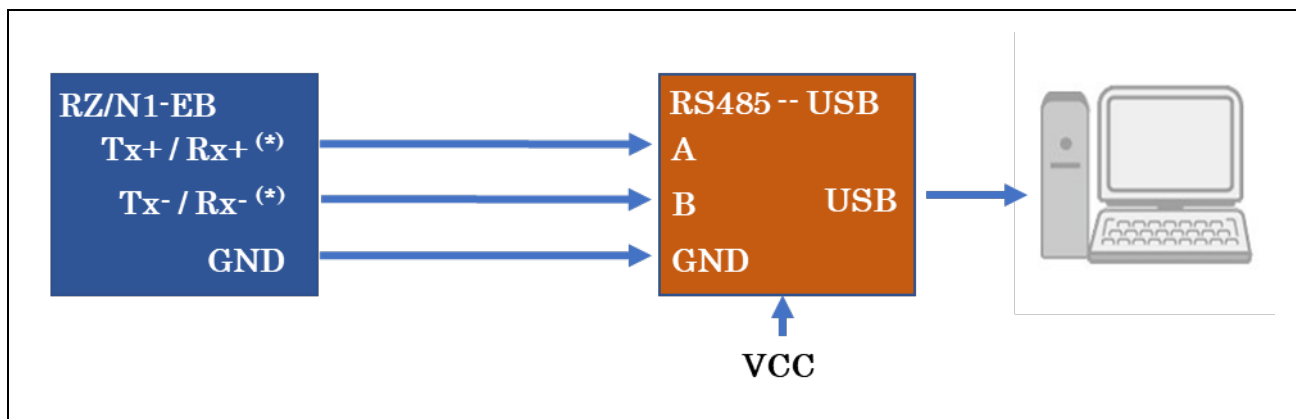 RZ/N1-EB
Tx+ / Rx+ (*)
Tx- / Rx- (*)
GND
RS485 -- USB
A
B
USB
GND
VCC